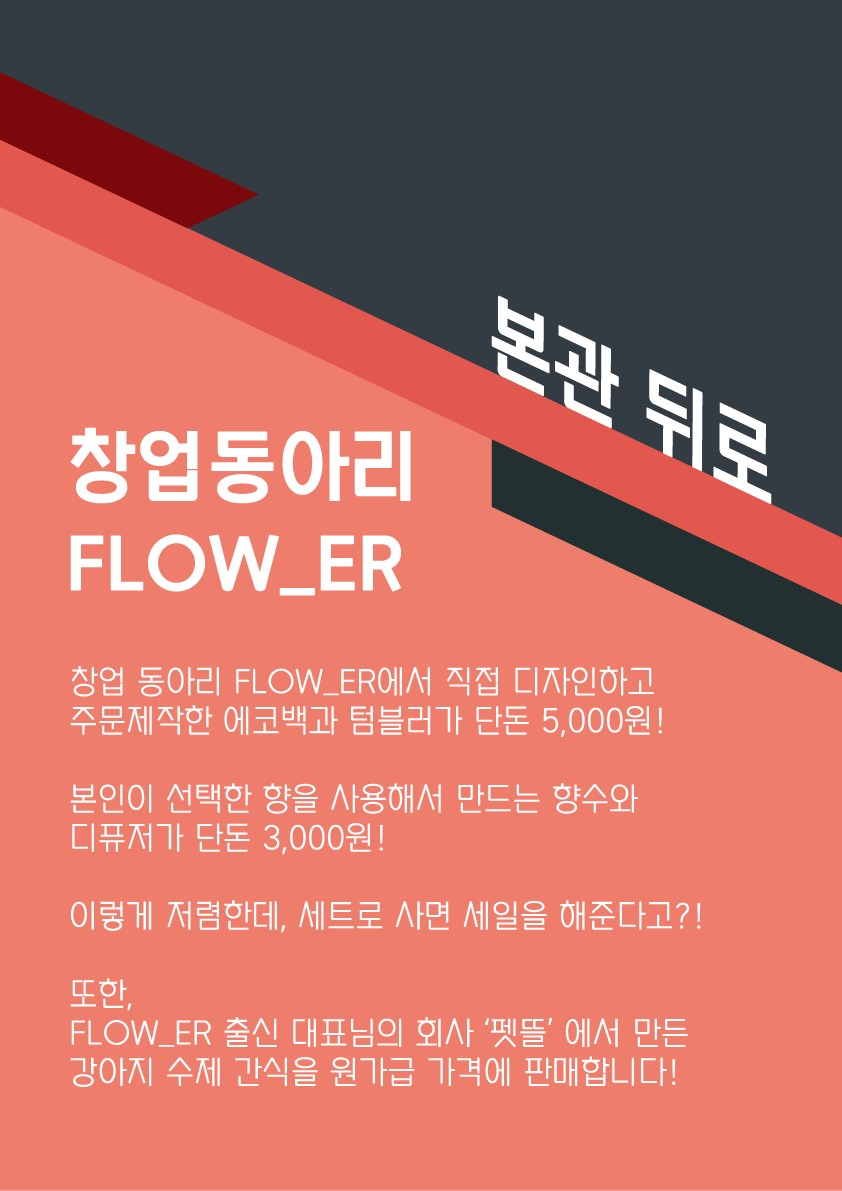 본관 뒤로
창업동아리
FLOW_ER
창업 동아리 FLOW_ER에서 직접 디자인하고
주문제작한 에코백과 텀블러가 단돈 5,000원!
본인이 선택한 향을 사용해서 만드는 향수와
디퓨저가 단돈 3,000원!
이렇게 저렴한데, 세트로 사면 세일을 해준다고?!
또한,
FLOW_ER 출신 대표님의 회사 ‘펫뜰’ 에서 만든
강아지 수제 간식을 원가급 가격에 판매합니다!